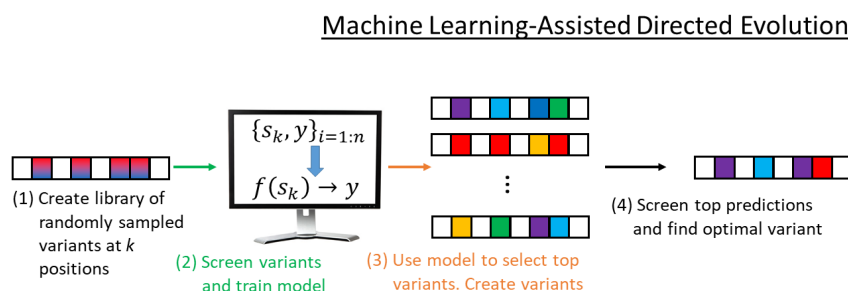 Machine Learning-Assisted Directed Evolution
{s_k, y}_{i=1:n}
f(s_k) → y
(1) Create library of
randomly sampled
variants at k
positions
(2) Screen variants
and train model
⋮
(3) Use model to select top
variants. Create variants
(4) Screen top predictions
and find optimal variant